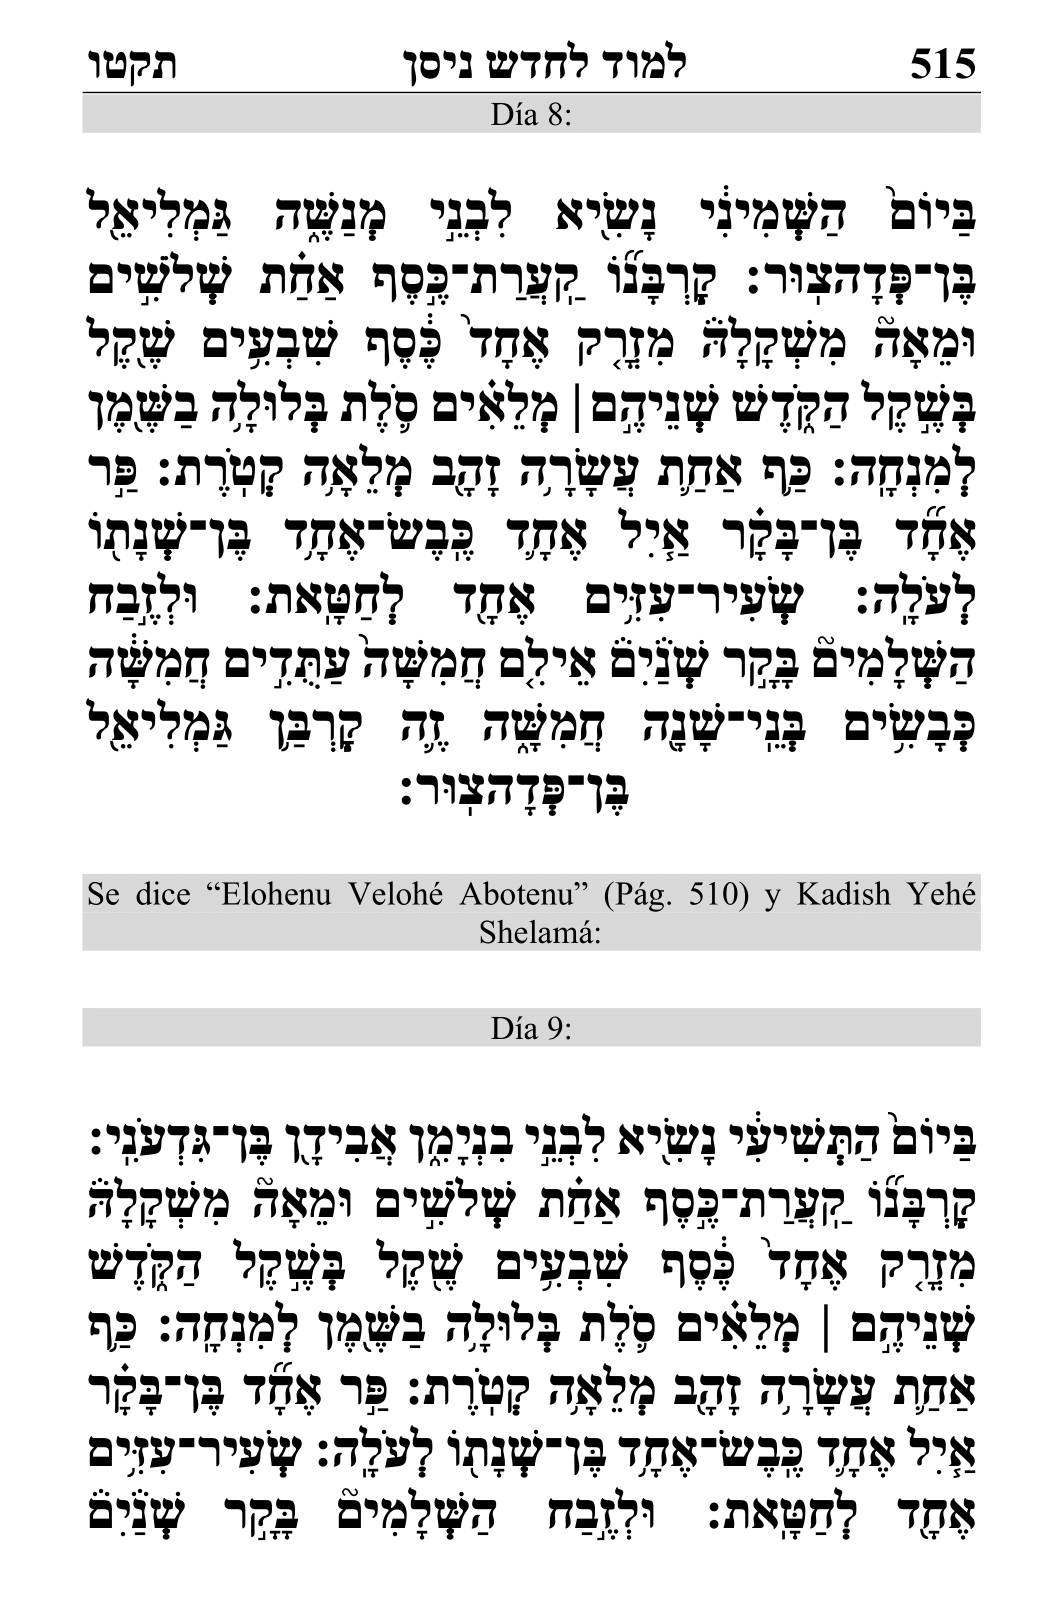 515 למוד לחדש ניסן תקטו
Día 8:
בַּיּוֹם֙ הַשְּׁמִינִ֔י נָשִׂ֖יא לִבְנֵ֣י מְנַשֶּׁ֑ה גַּמְלִיאֵ֖ל
בֶּן־פְּדָהצֽוּר׃ קׇרְבָּנ֞וֹ קַֽעֲרַת־כֶּ֣סֶף אַחַ֗ת שְׁלֹשִׁ֣ים
וּמֵאָה֮ מִשְׁקָלָהּ֒ מִזְרָ֤ק אֶחָד֙ כֶּ֔סֶף שִׁבְעִ֥ים שֶׁ֖קֶל
בְּשֶׁ֣קֶל הַקֹּ֑דֶשׁ שְׁנֵיהֶ֣ם| מְלֵאִ֗ים סֹ֛לֶת בְּלוּלָ֥ה בַשֶּׁ֖מֶן
לְמִנְחָֽה׃ כַּ֥ף אַחַ֛ת עֲשָׂרָ֥ה זָהָ֖ב מְלֵאָ֥ה קְטֹֽרֶת׃ פַּ֣ר
אֶחָ֞ד בֶּן־בָּקָ֗ר אַ֧יִל אֶחָ֛ד כֶּֽבֶשׂ־אֶחָ֥ד בֶּן־שְׁנָת֖וֹ
לְעֹלָֽה׃ שְׂעִיר־עִזִּ֥ים אֶחָ֖ד לְחַטָּֽאת׃ וּלְזֶ֣בַח
הַשְּׁלָמִים֮ בָּקָ֣ר שְׁנַ֒יִם֒ אֵילִ֤ם חֲמִשָּׁה֙ עַתֻּדִ֣ים חֲמִשָּׁ֔ה
כְּבָשִׂ֥ים בְּנֵֽי־שָׁנָ֖ה חֲמִשָּׁ֑ה זֶ֛ה קׇרְבַּ֥ן גַּמְלִיאֵ֖ל
בֶּן־פְּדָהצֽוּר׃
Se dice “Elohenu Velohé Abotenu” (Pág. 510) y Kadish Yehé
Shelamá:
Día 9:
בַּיּוֹם֙ הַתְּשִׁיעִ֔י נָשִׂ֖יא לִבְנֵ֣י בִנְיָמִ֑ן אֲבִידָ֖ן בֶּן־גִּדְעֹנִֽי׃
קׇרְבָּנ֞וֹ קַֽעֲרַת־כֶּ֣סֶף אַחַ֗ת שְׁלֹשִׁ֣ים וּמֵאָה֮ מִשְׁקָלָהּ֒
מִזְרָ֤ק אֶחָד֙ כֶּ֔סֶף שִׁבְעִ֥ים שֶׁ֖קֶל בְּשֶׁ֣קֶל הַקֹּ֑דֶשׁ
שְׁנֵיהֶ֣ם | מְלֵאִ֗ים סֹ֛לֶת בְּלוּלָ֥ה בַשֶּׁ֖מֶן לְמִנְחָֽה׃ כַּ֥ף
אַחַ֛ת עֲשָׂרָ֥ה זָהָ֖ב מְלֵאָ֥ה קְטֹֽרֶת׃ פַּ֣ר אֶחָ֞ד בֶּן־בָּקָ֗ר
אַ֧יִל אֶחָ֛ד כֶּֽבֶשׂ־אֶחָ֥ד בֶּן־שְׁנָת֖וֹ לְעֹלָֽה׃ שְׂעִיר־עִזִּ֥ים
אֶחָ֖ד לְחַטָּֽאת׃ וּלְזֶ֣בַח הַשְּׁלָמִים֮ בָּקָ֣ר שְׁנַ֒יִם֒